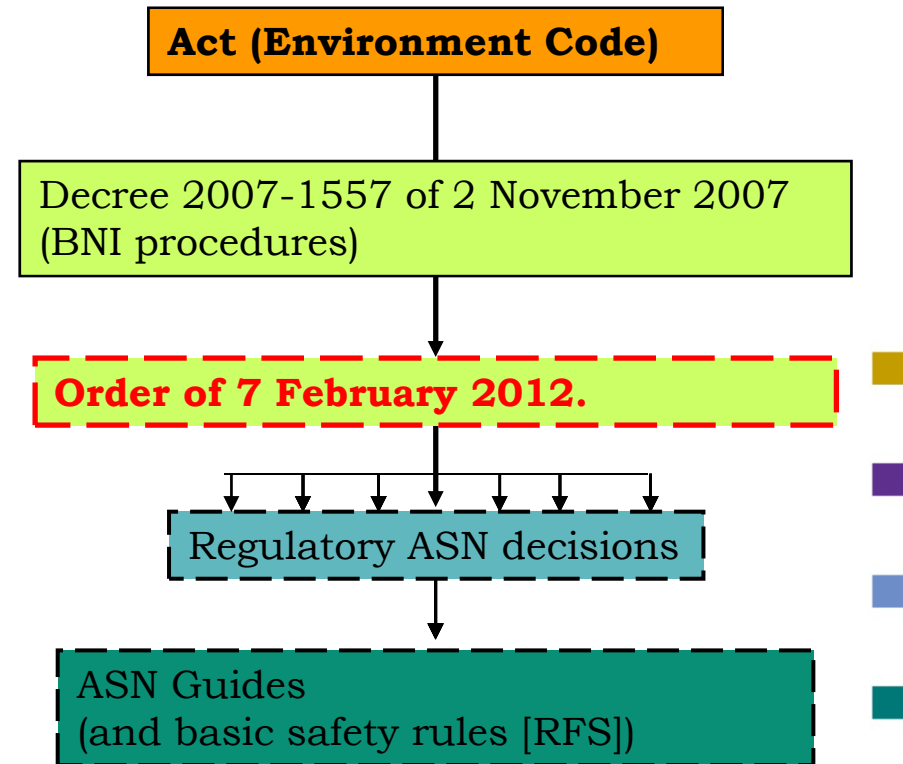 Act (Environment Code)
Decree 2007-1557 of 2 November 2007
(BNI procedures)
Order of 7 February 2012.
Regulatory ASN decisions
ASN Guides
(and basic safety rules [RFS])